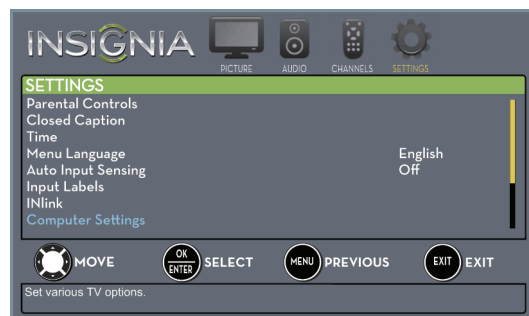 INSIGNIA
PICTURE AUDIO CHANNELS SETTINGS
SETTINGS
Parental Controls
Closed Caption
Time
Menu Language English
Auto Input Sensing Off
Input Labels
INlink
Computer Settings
MOVE OK ENTER SELECT MENU PREVIOUS EXIT EXIT
Set various TV options.